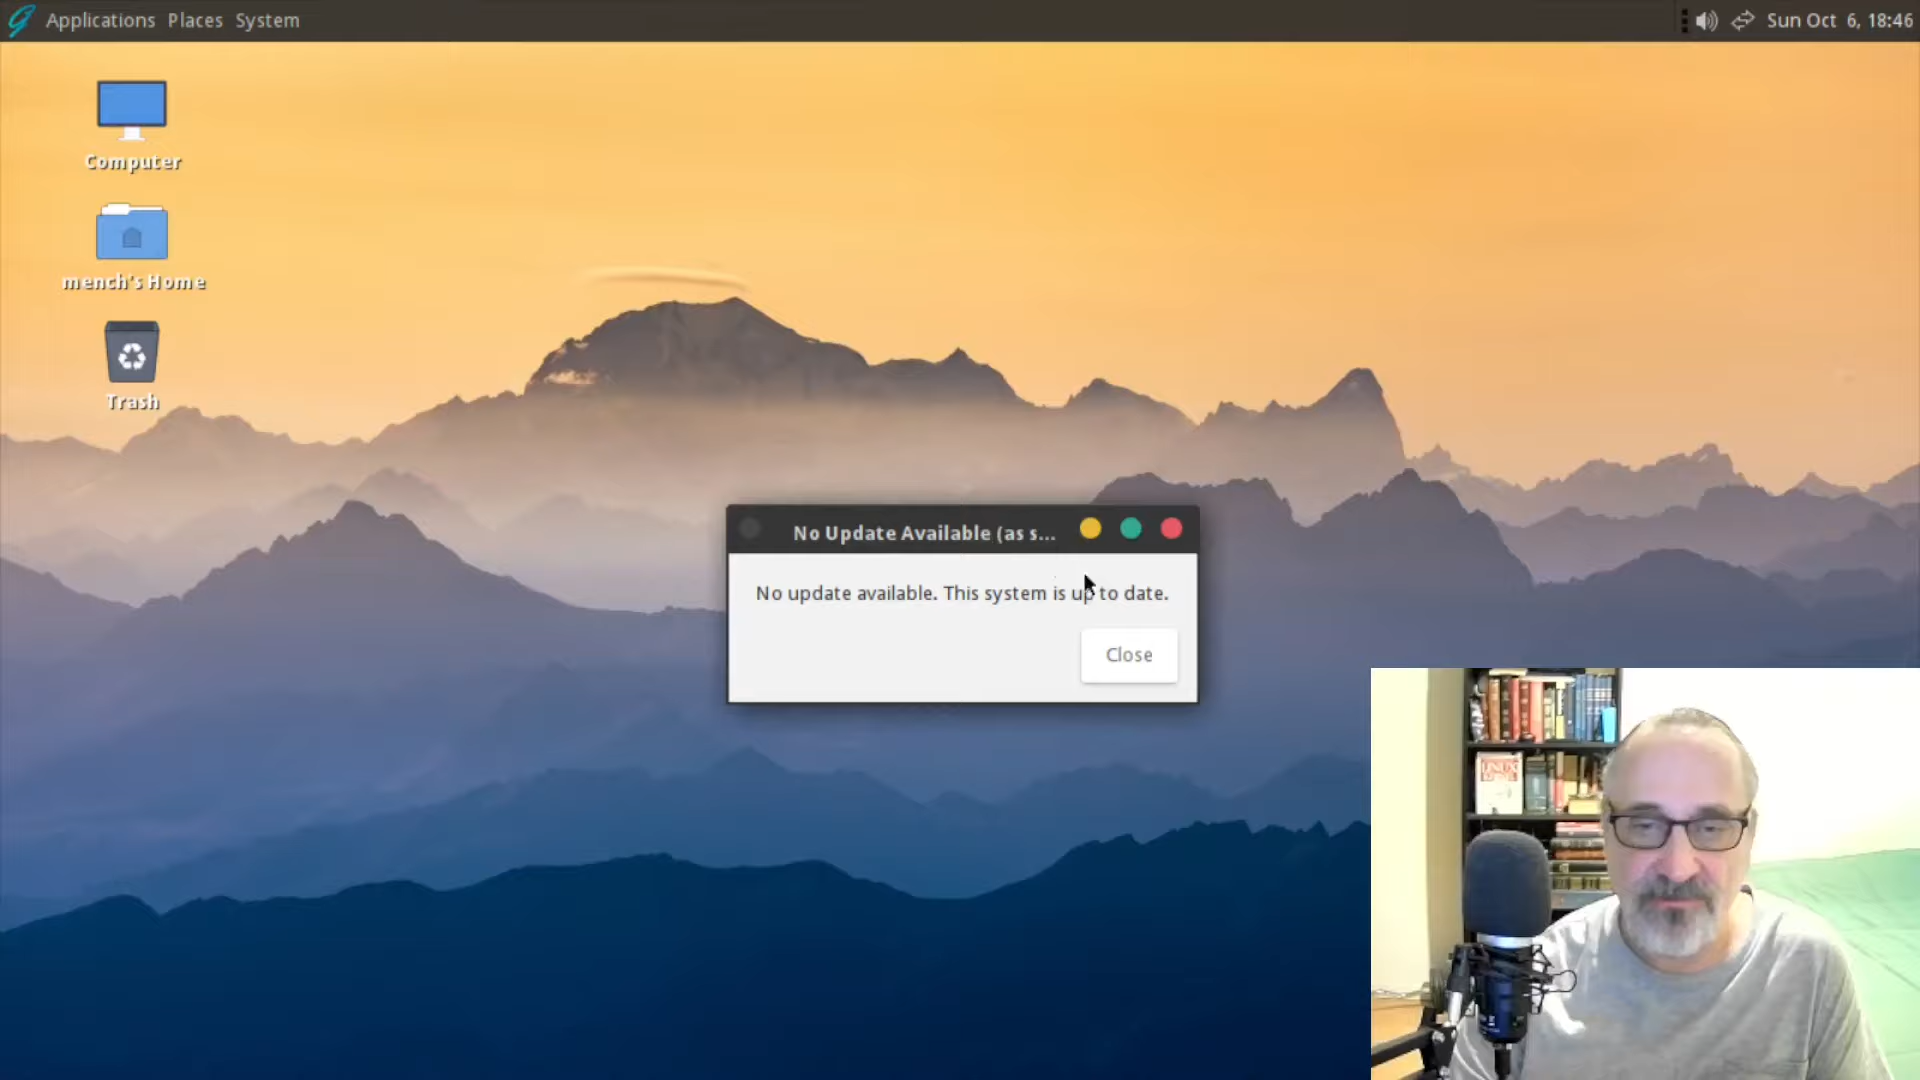 Applications Places System
Sun Oct 6, 18:46
Computer
mench's Home
Trash
No Update Available (as s...
No update available. This system is up to date.
Close
LINUX